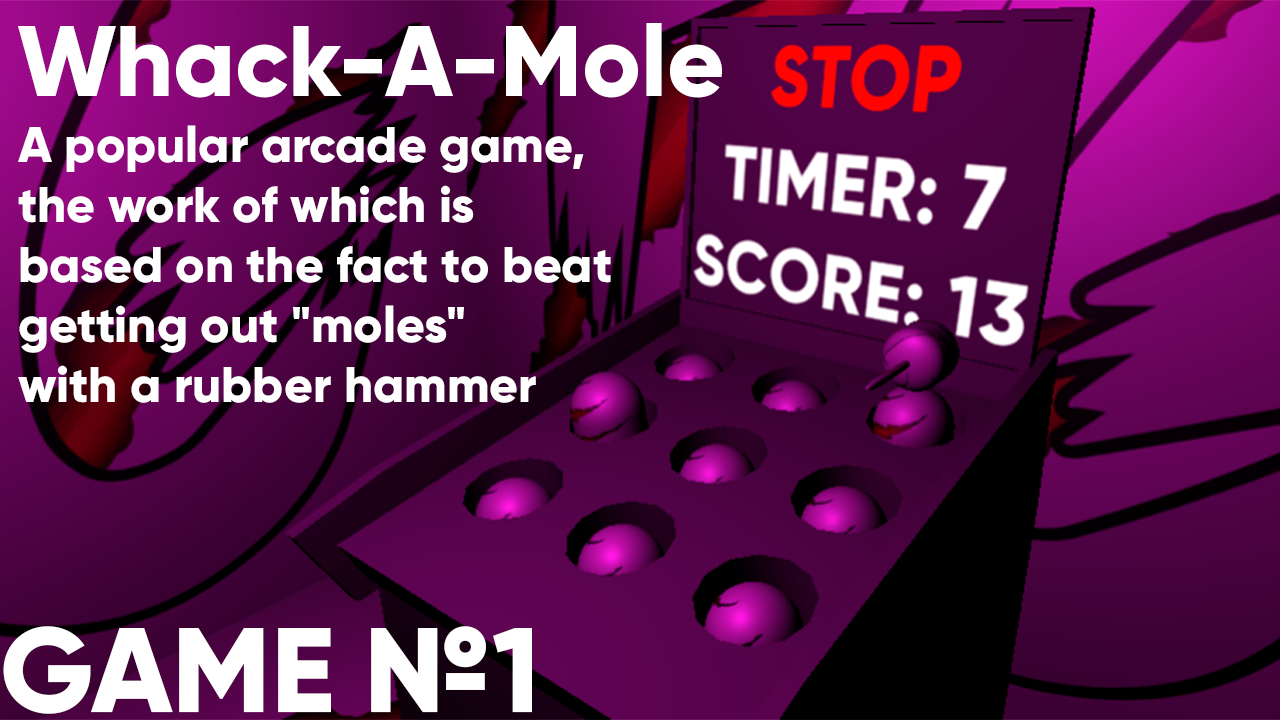 Whack-A-Mole
A popular arcade game,
the work of which is
based on the fact to beat
getting out "moles"
with a rubber hammer
STOP
TIMER: 7
SCORE: 13
GAME №1